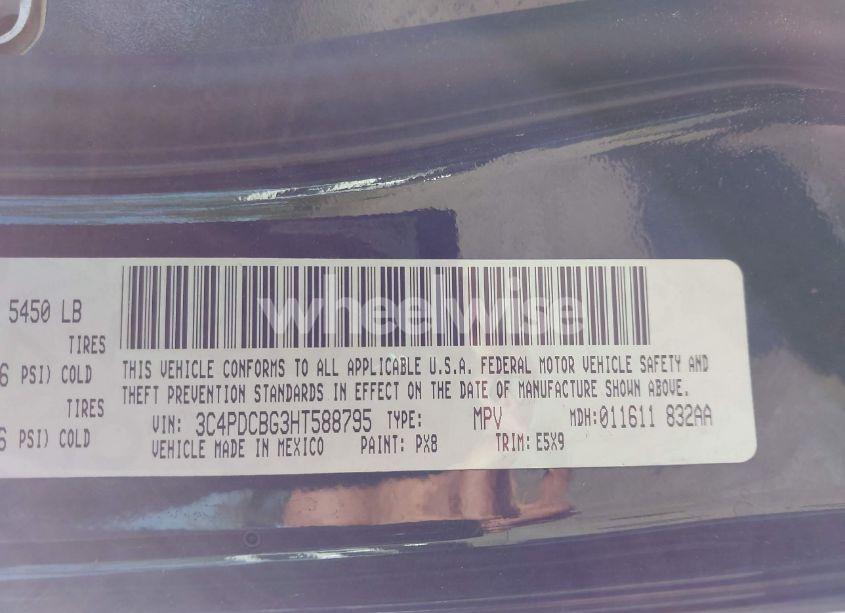 wheelwise
5450 LB
TIRES
6 PSI) COLD
TIRES
6 PSI) COLD
THIS VEHICLE CONFORMS TO ALL APPLICABLE U.S.A. FEDERAL MOTOR VEHICLE SAFETY AND
THEFT PREVENTION STANDARDS IN EFFECT ON THE DATE OF MANUFACTURE SHOWN ABOVE.
VIN: 3C4PDCBG3HT588795 TYPE: MPV MDH:011611 832AA
VEHICLE MADE IN MEXICO PAINT: PX8 TRIM: E5X9